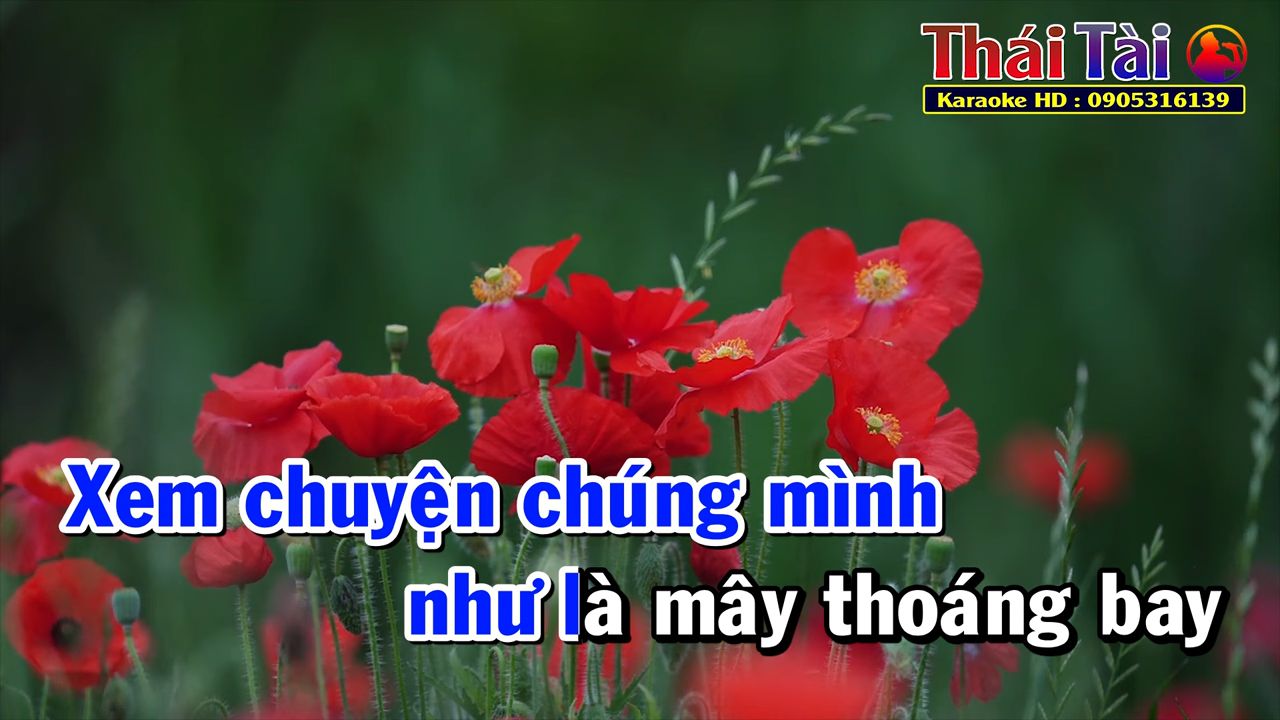 Thái Tài
Karaoke HD : 0905316139
Xem chuyện chúng mình
như là mây thoáng bay